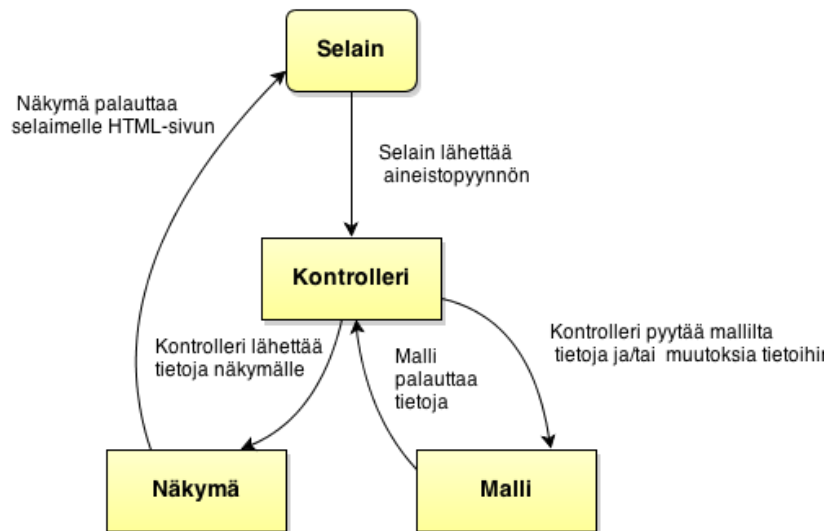 Selain
Näkymä palauttaa
selaimelle HTML-sivun
Selain lähettää
aineistopyynnön
Kontrolleri
Kontrolleri lähettää
tietoja näkymälle
Malli
palauttaa
tietoja
Kontrolleri pyytää mallilta
tietoja ja/tai muutoksia tietoihin
Näkymä
Malli